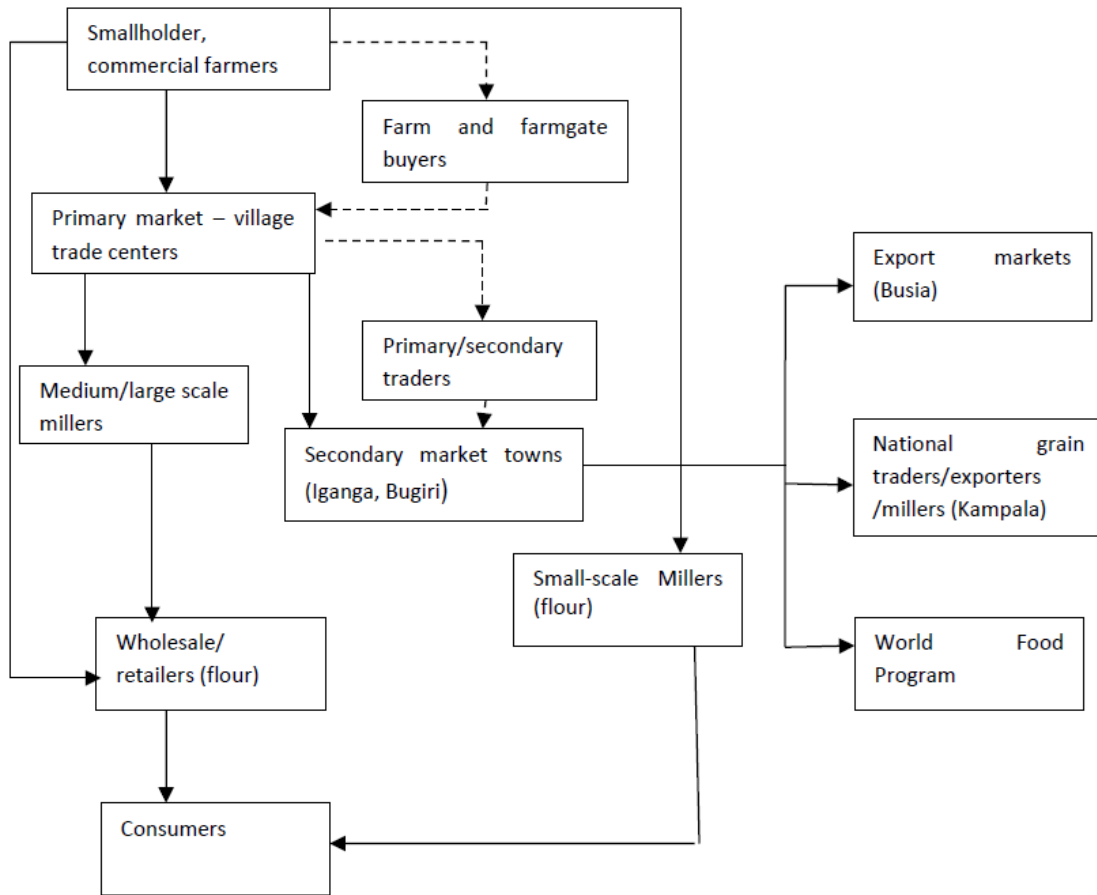 Smallholder,
commercial farmers
Farm and farmgate
buyers
Primary market – village
trade centers
Export markets
(Busia)
Primary/secondary
traders
Medium/large scale
millers
Secondary market towns
(Iganga, Bugiri)
National grain
traders/exporters
/millers (Kampala)
Small-scale Millers
(flour)
Wholesale/
retailers (flour)
World Food
Program
Consumers